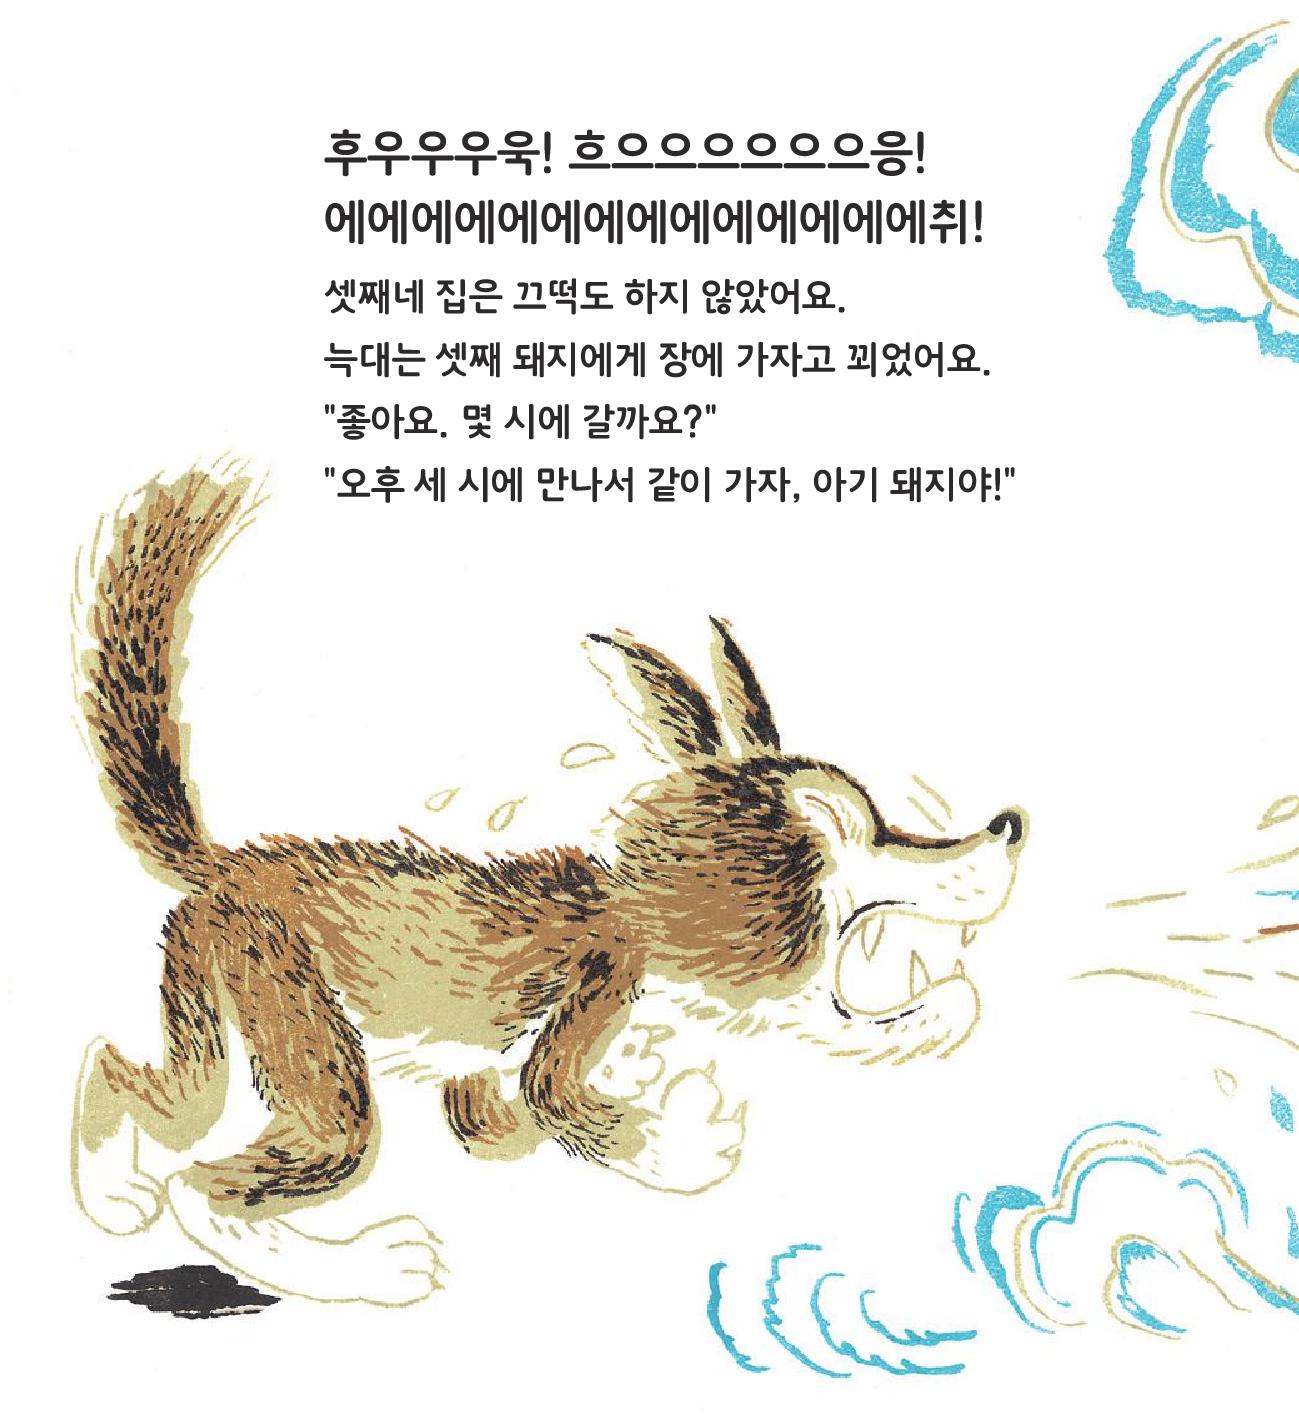 후우우우욱! 흐으으으으으으응!
에에에에에에에에에에에에에에취!
셋째네 집은 끄떡도 하지 않았어요.
늑대는 셋째 돼지에게 장에 가자고 꾀었어요.
"좋아요. 몇 시에 갈까요?"
"오후 세 시에 만나서 같이 가자, 아기 돼지야!"